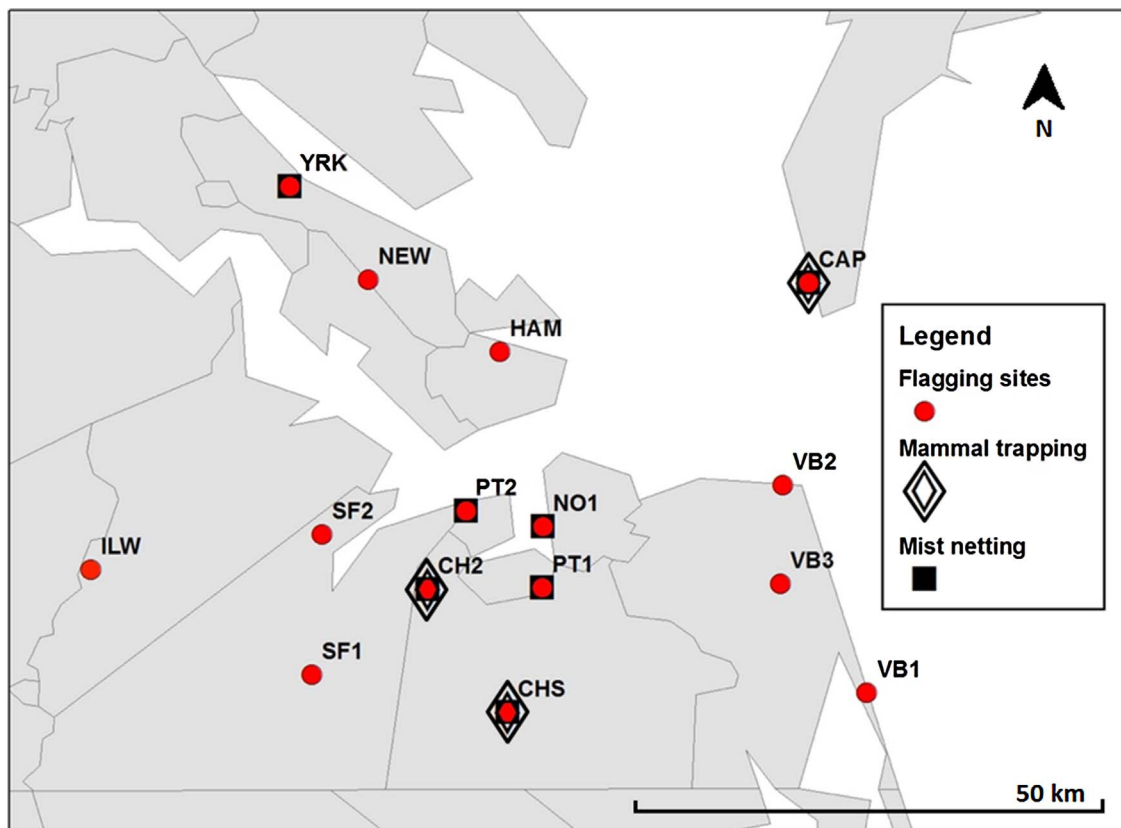 YRK
N
NEW
CAP
HAM
Legend
Flagging sites
Mammal trapping
Mist netting
VB2
PT2
NO1
SF2
ILW
CH2
PT1
VB3
SF1
CHS
VB1
50 km